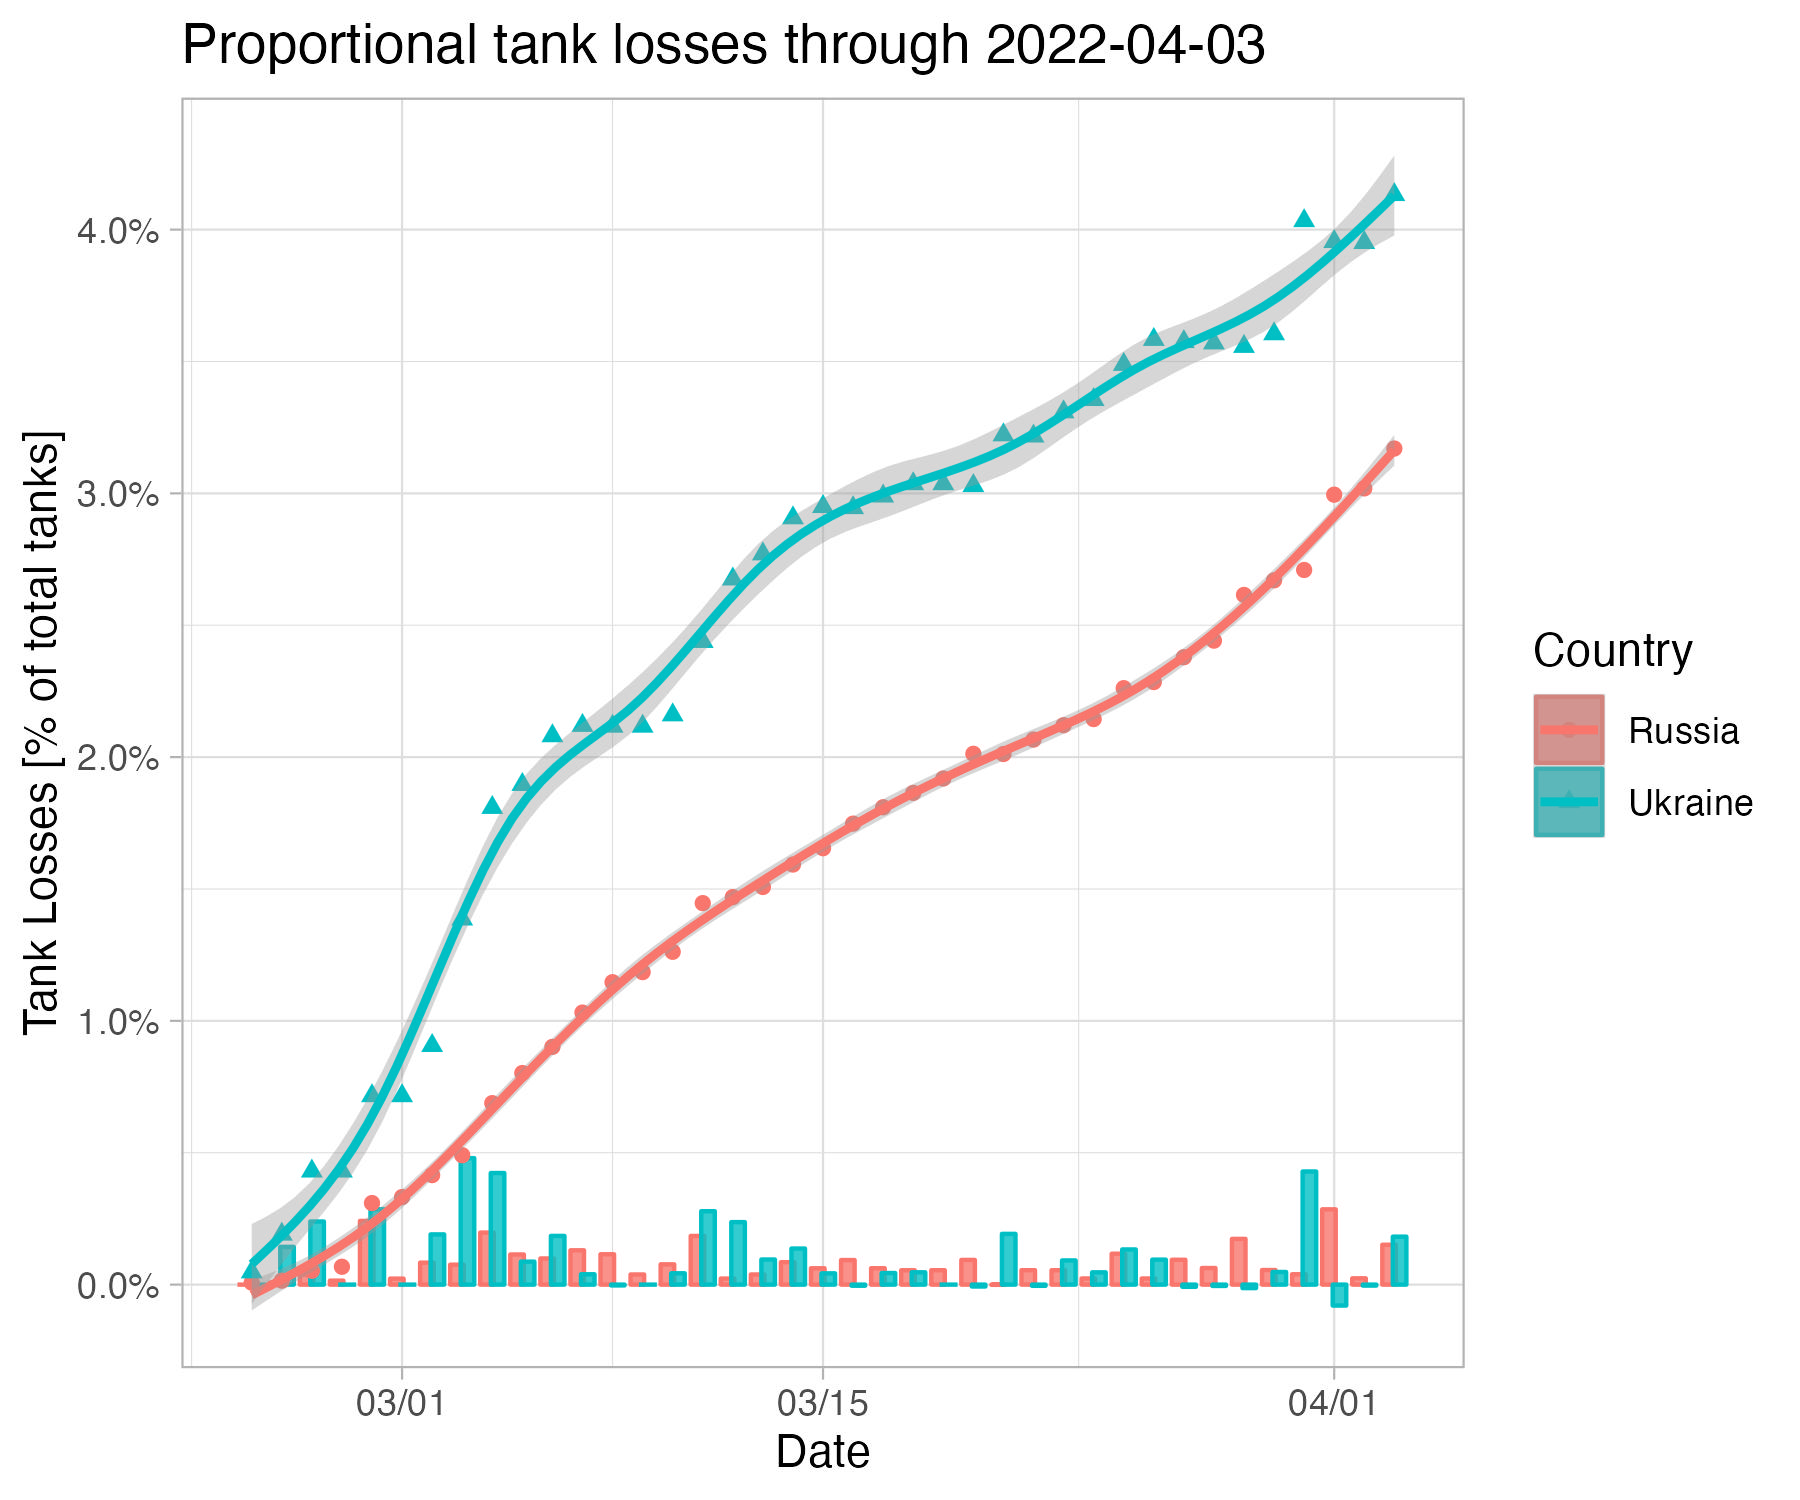 Proportional tank losses through 2022-04-03
Tank Losses [% of total tanks]
4.0%
3.0%
2.0%
1.0%
0.0%
03/01
03/15
04/01
Date
Country
Russia
Ukraine